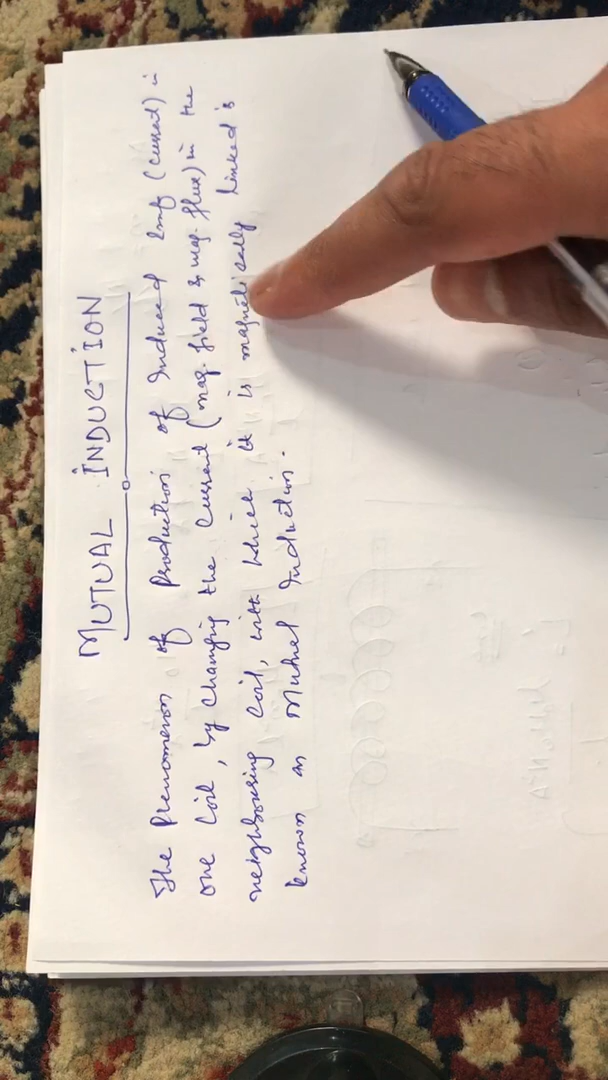 MUTUAL INDUCTION
The Phenomenon of Production of Induced Emf (Current) in
one Coil, by changing the Current (mag. field & mag. flux) in the
neighbouring Coil, with which it is magnetically Linked is
known as Mutual Induction.